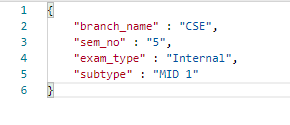 1 {
2 "branch_name" : "CSE",
3 "sem_no" : "5",
4 "exam_type" : "Internal",
5 "subtype" : "MID 1"
6 }